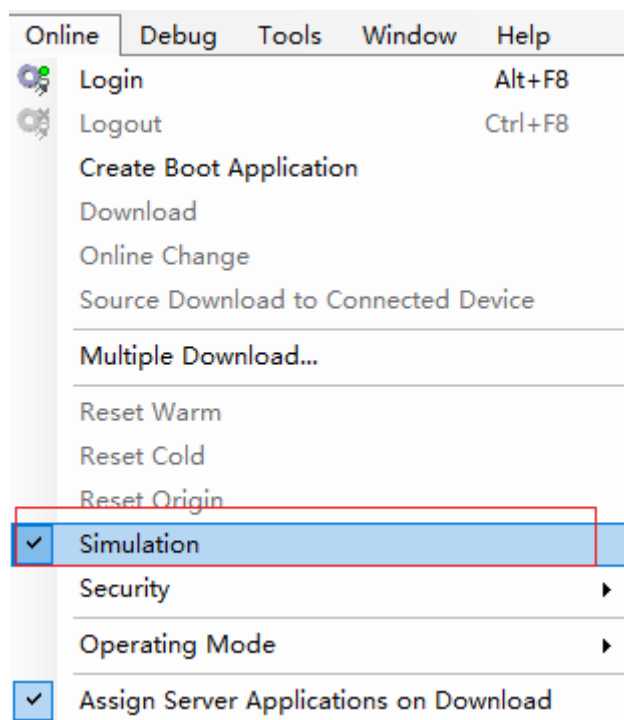 Online Debug Tools Window Help
Login Alt+F8
Logout Ctrl+F8
Create Boot Application
Download
Online Change
Source Download to Connected Device
Multiple Download...
Reset Warm
Reset Cold
Reset Origin
Simulation
Security
Operating Mode
Assign Server Applications on Download